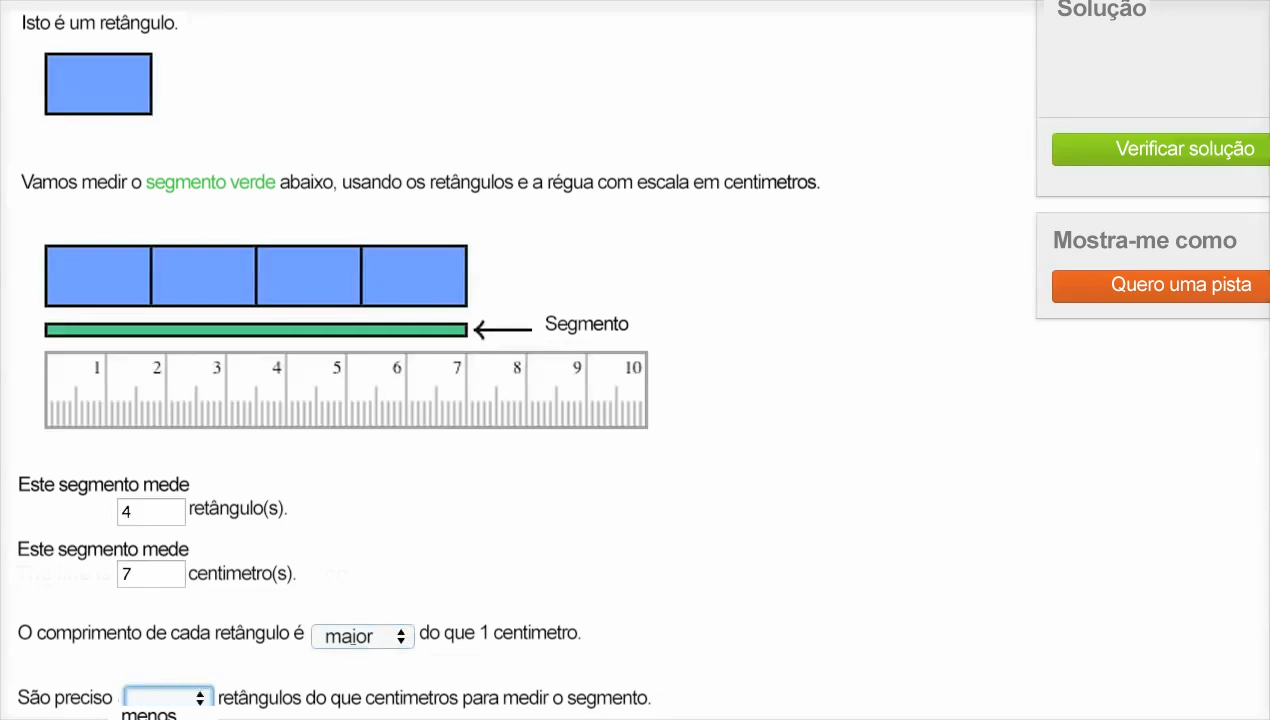 Isto é um retângulo.
Solução
Verificar solução
Vamos medir o segmento verde abaixo, usando os retângulos e a régua com escala em centimetros.
Mostra-me como
Quero uma pista
Segmento
1 2 3 4 5 6 7 8 9 10
Este segmento mede
4 retângulo(s).
Este segmento mede
7 centimetro(s).
O comprimento de cada retângulo é maior do que 1 centimetro.
São preciso retângulos do que centimetros para medir o segmento.
menos